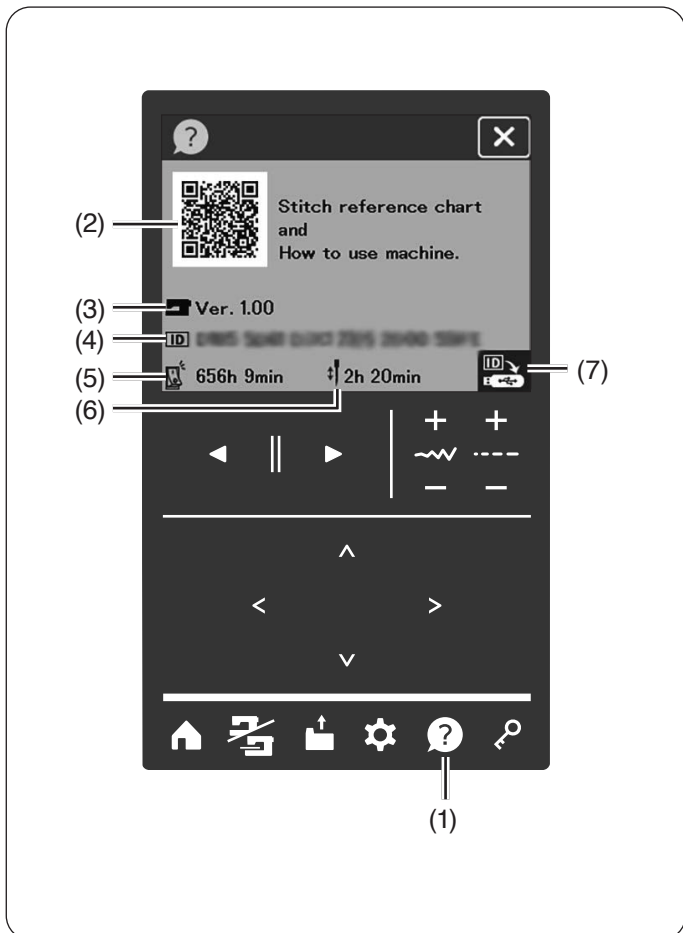 ?
Stitch reference chart
and
How to use machine.
(2)
(3)
Ver. 1.00
(4)
ID
(5)
656h 9min
2h 20min
ID
(7)
(6)
+ +
− −
?
(1)